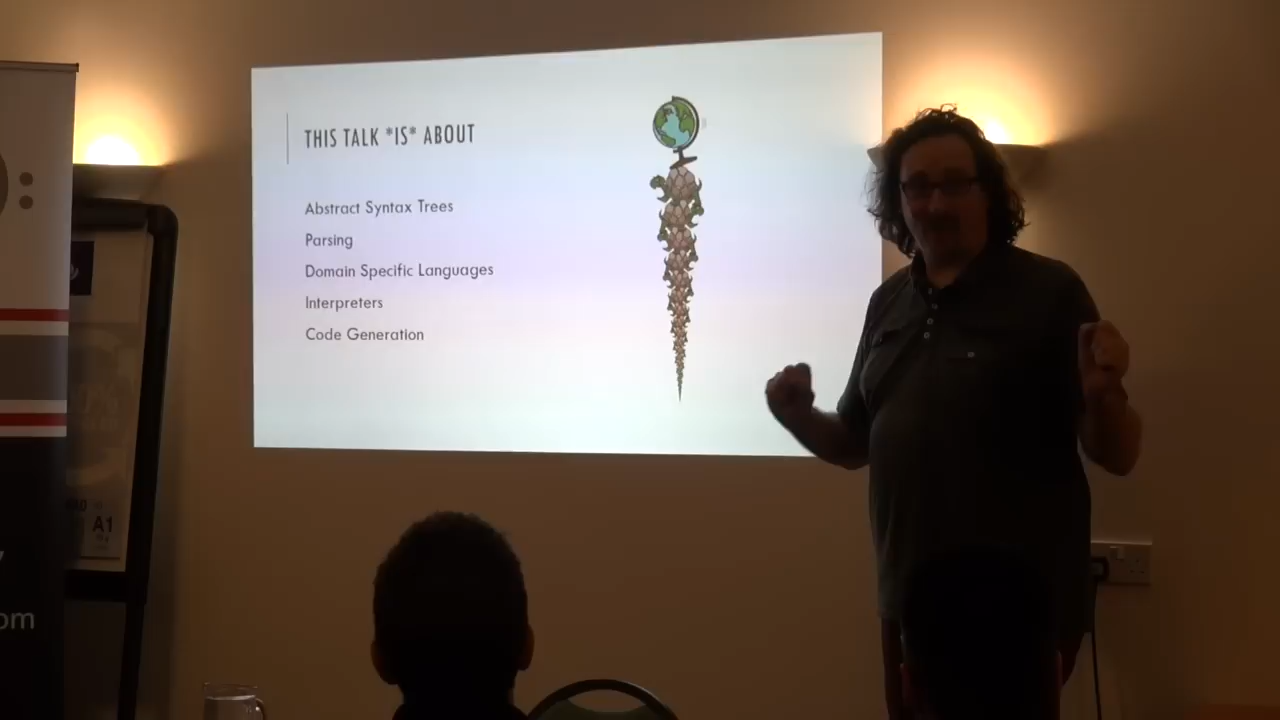 THIS TALK *IS* ABOUT
Abstract Syntax Trees
Parsing
Domain Specific Languages
Interpreters
Code Generation
A1
om